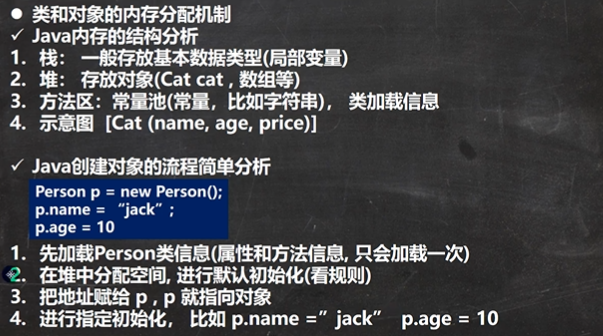 ● 类和对象的内存分配机制
✓ Java内存的结构分析
1. 栈： 一般存放基本数据类型(局部变量)
2. 堆： 存放对象(Cat cat , 数组等)
3. 方法区：常量池(常量，比如字符串)， 类加载信息
4. 示意图 [Cat (name, age, price)]
✓ Java创建对象的流程简单分析
Person p = new Person();
p.name = “jack”;
p.age = 10
1. 先加载Person类信息(属性和方法信息, 只会加载一次)
2. 在堆中分配空间, 进行默认初始化(看规则)
3. 把地址赋给 p , p 就指向对象
4. 进行指定初始化， 比如 p.name =”jack” p.age = 10